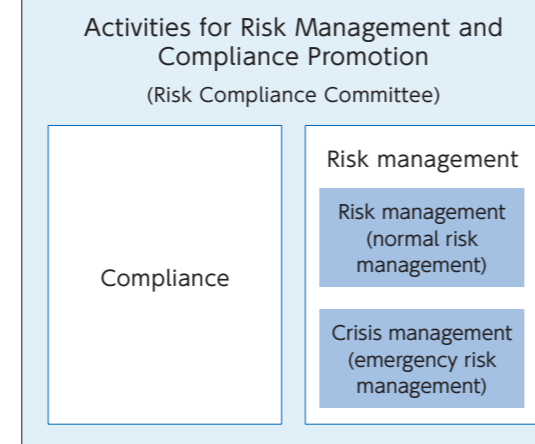 Activities for Risk Management and
Compliance Promotion
(Risk Compliance Committee)
Compliance
Risk management
Risk management
(normal risk
management)
Crisis management
(emergency risk
management)